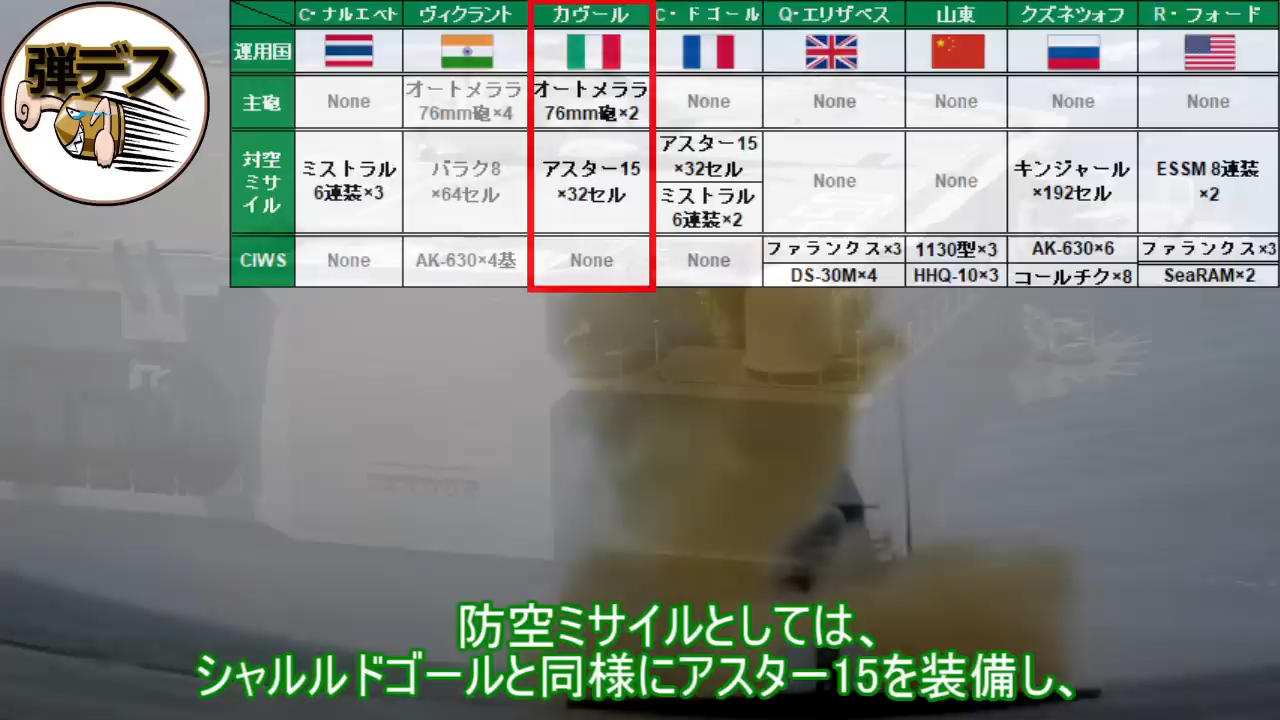 弾デス
C・ナルエベト ヴィクラント カヴール C・ドゴール Q・エリザベス 山東 クズネツォフ R・フォード
運用国
主砲 None オートメララ 76mm砲×4 オートメララ 76mm砲×2 None None None None None
対空ミサイル ミストラル 6連装×3 バラク8 ×64セル アスター15 ×32セル アスター15 ×32セル ミストラル 6連装×2 None None キンジャール ×192セル ESSM 8連装 ×2
CIWS None AK-630×4基 None None ファランクス×3 DS-30M×4 1130型×3 HHQ-10×3 AK-630×6 コールチク×8 ファランクス×3 SeaRAM×2
防空ミサイルとしては、
シャルルドゴールと同様にアスター15を装備し、